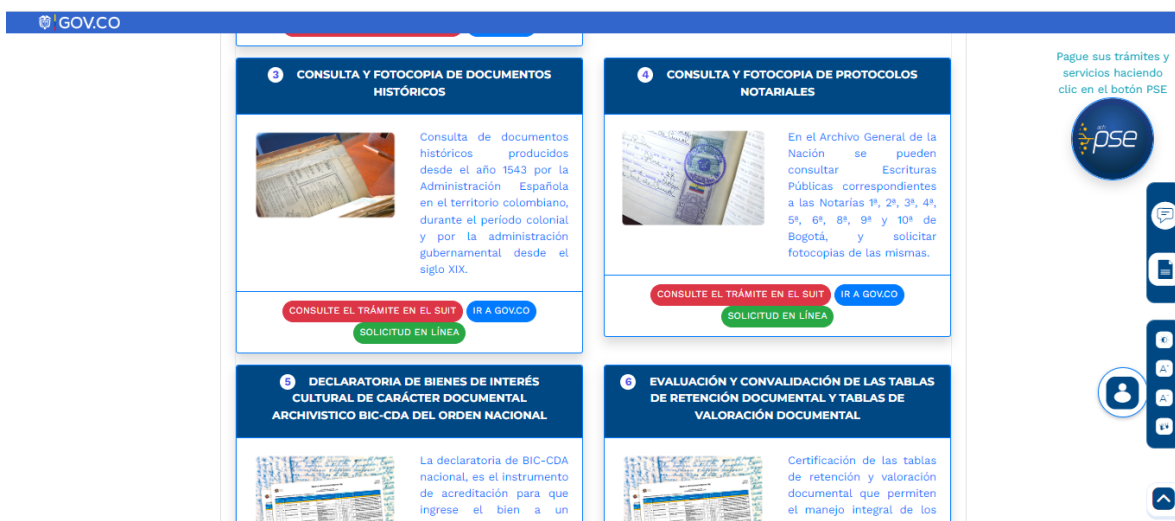 GOV.CO
Pague sus trámites y
servicios haciendo
clic en el botón PSE
pse
3 CONSULTA Y FOTOCOPIA DE DOCUMENTOS
HISTÓRICOS
Consulta de documentos
históricos producidos
desde el año 1543 por la
Administración Española
en el territorio colombiano,
durante el período colonial
y por la administración
gubernamental desde el
siglo XIX.
CONSULTE EL TRÁMITE EN EL SUIT
IR A GOV.CO
SOLICITUD EN LÍNEA
4 CONSULTA Y FOTOCOPIA DE PROTOCOLOS
NOTARIALES
En el Archivo General de la
Nación se pueden
consultar Escrituras
Públicas correspondientes
a las Notarías 1ª, 2ª, 3ª, 4ª,
5ª, 6ª, 8ª, 9ª y 10ª de
Bogotá, y solicitar
fotocopias de las mismas.
CONSULTE EL TRÁMITE EN EL SUIT
IR A GOV.CO
SOLICITUD EN LÍNEA
5 DECLARATORIA DE BIENES DE INTERÉS
CULTURAL DE CARÁCTER DOCUMENTAL
ARCHIVISTICO BIC-CDA DEL ORDEN NACIONAL
La declaratoria de BIC-CDA
nacional, es el instrumento
de acreditación para que
ingrese el bien a un
6 EVALUACIÓN Y CONVALIDACIÓN DE LAS TABLAS
DE RETENCIÓN DOCUMENTAL Y TABLAS DE
VALORACIÓN DOCUMENTAL
Certificación de las tablas
de retención y valoración
documental que permiten
el manejo integral de los